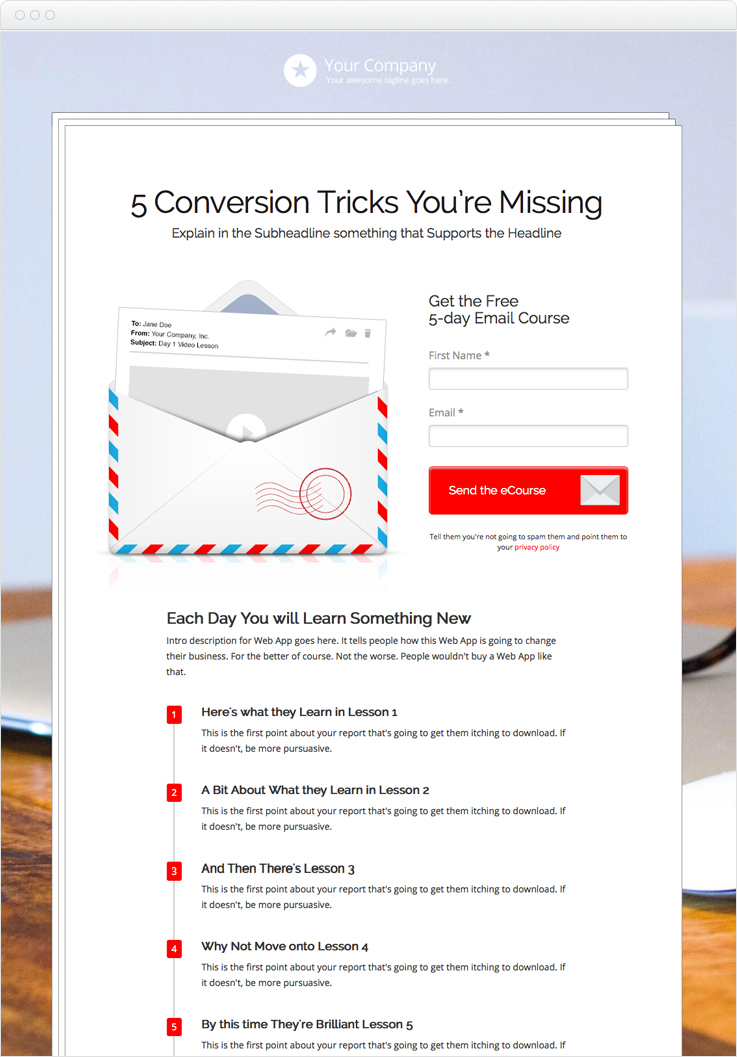 Your Company
Your awesome tagline goes here.
5 Conversion Tricks You're Missing
Explain in the Subheadline something that Supports the Headline
To: Jane Doe
From: Your Company, Inc.
Subject: Day 1 Video Lesson
Get the Free
5-day Email Course
First Name *
Email *
Send the eCourse
Tell them you're not going to spam them and point them to
your privacy policy
Each Day You will Learn Something New
Intro description for Web App goes here. It tells people how this Web App is going to change
their business. For the better of course. Not the worse. People wouldn't buy a Web App like
that.
1 Here's what they Learn in Lesson 1
This is the first point about your report that's going to get them itching to download. If
it doesn't, be more pursuasive.
2 A Bit About What they Learn in Lesson 2
This is the first point about your report that's going to get them itching to download. If
it doesn't, be more pursuasive.
3 And Then There's Lesson 3
This is the first point about your report that's going to get them itching to download. If
it doesn't, be more pursuasive.
4 Why Not Move onto Lesson 4
This is the first point about your report that's going to get them itching to download. If
it doesn't, be more pursuasive.
5 By this time They're Brilliant Lesson 5
This is the first point about your report that's going to get them itching to download. If